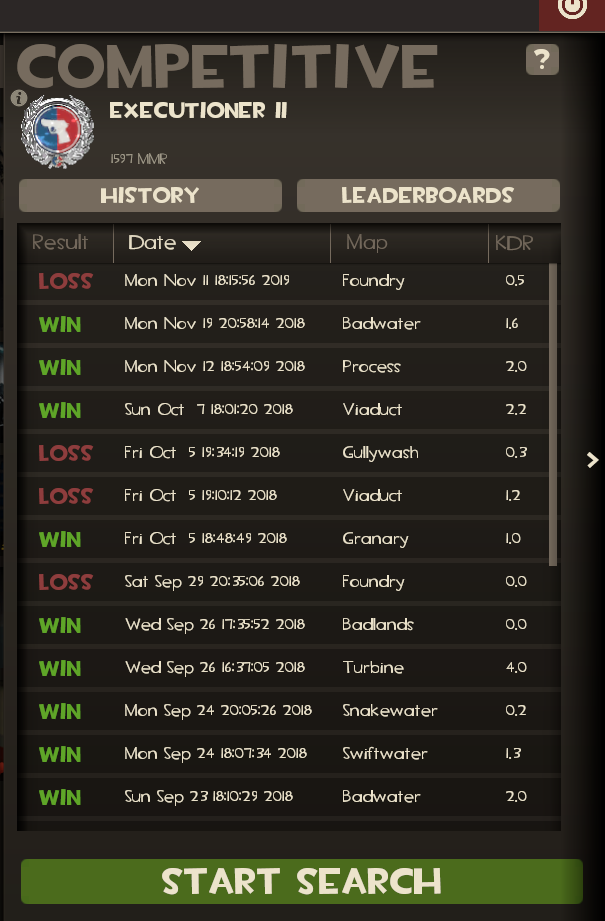 COMPETITIVE
?
i
EXECUTIONER II
1597 MMR
HISTORY LEADERBOARDS
Result Date Map KDR
LOSS Mon Nov 11 18:15:56 2019 Foundry 0.5
WIN Mon Nov 19 20:58:14 2018 Badwater 1.6
WIN Mon Nov 12 18:54:09 2018 Process 2.0
WIN Sun Oct 7 18:01:20 2018 Viaduct 2.2
LOSS Fri Oct 5 19:34:19 2018 Gullywash 0.3
LOSS Fri Oct 5 19:10:12 2018 Viaduct 1.2
WIN Fri Oct 5 18:48:49 2018 Granary 1.0
LOSS Sat Sep 29 20:35:06 2018 Foundry 0.0
WIN Wed Sep 26 17:35:52 2018 Badlands 0.0
WIN Wed Sep 26 16:37:05 2018 Turbine 4.0
WIN Mon Sep 24 20:05:26 2018 Snakewater 0.2
WIN Mon Sep 24 18:07:34 2018 Swiftwater 1.3
WIN Sun Sep 23 18:10:29 2018 Badwater 2.0
START SEARCH